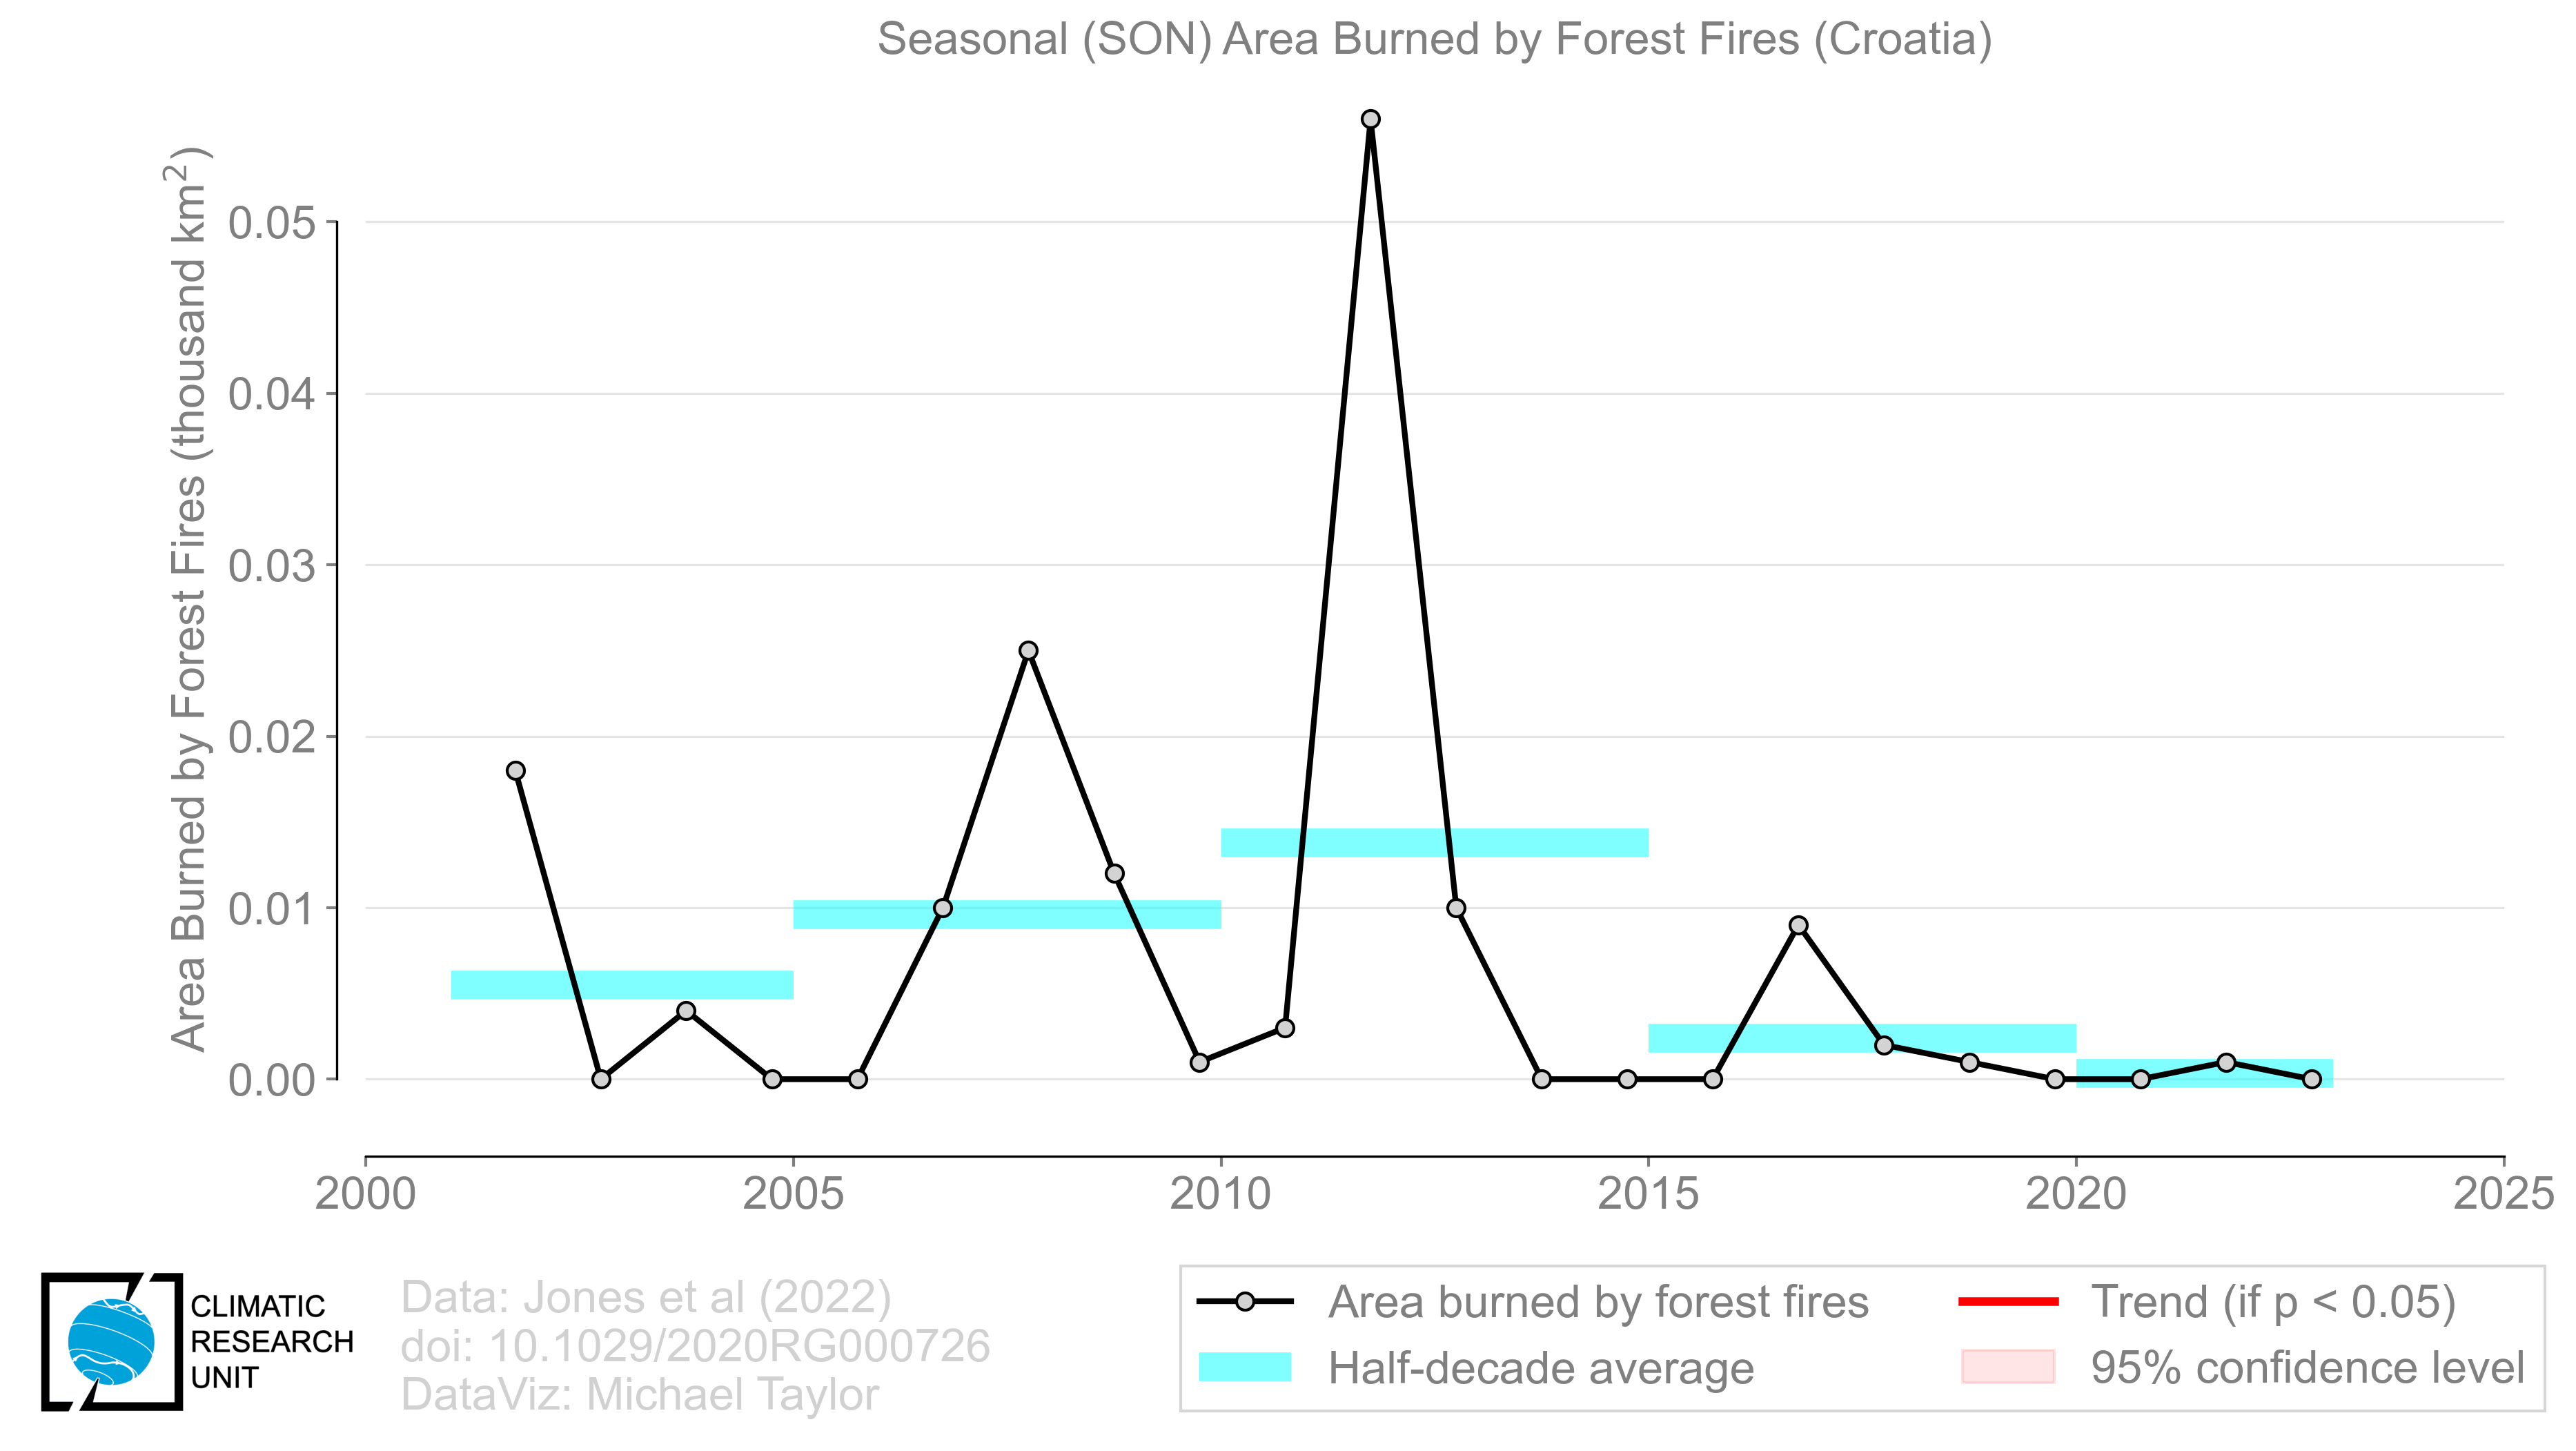 Seasonal (SON) Area Burned by Forest Fires (Croatia)
Area Burned by Forest Fires (thousand km²)
0.05
0.04
0.03
0.02
0.01
0.00
2000 2005 2010 2015 2020 2025
CLIMATIC
RESEARCH
UNIT
Data: Jones et al (2022)
doi: 10.1029/2020RG000726
DataViz: Michael Taylor
Area burned by forest fires
Half-decade average
Trend (if p < 0.05)
95% confidence level